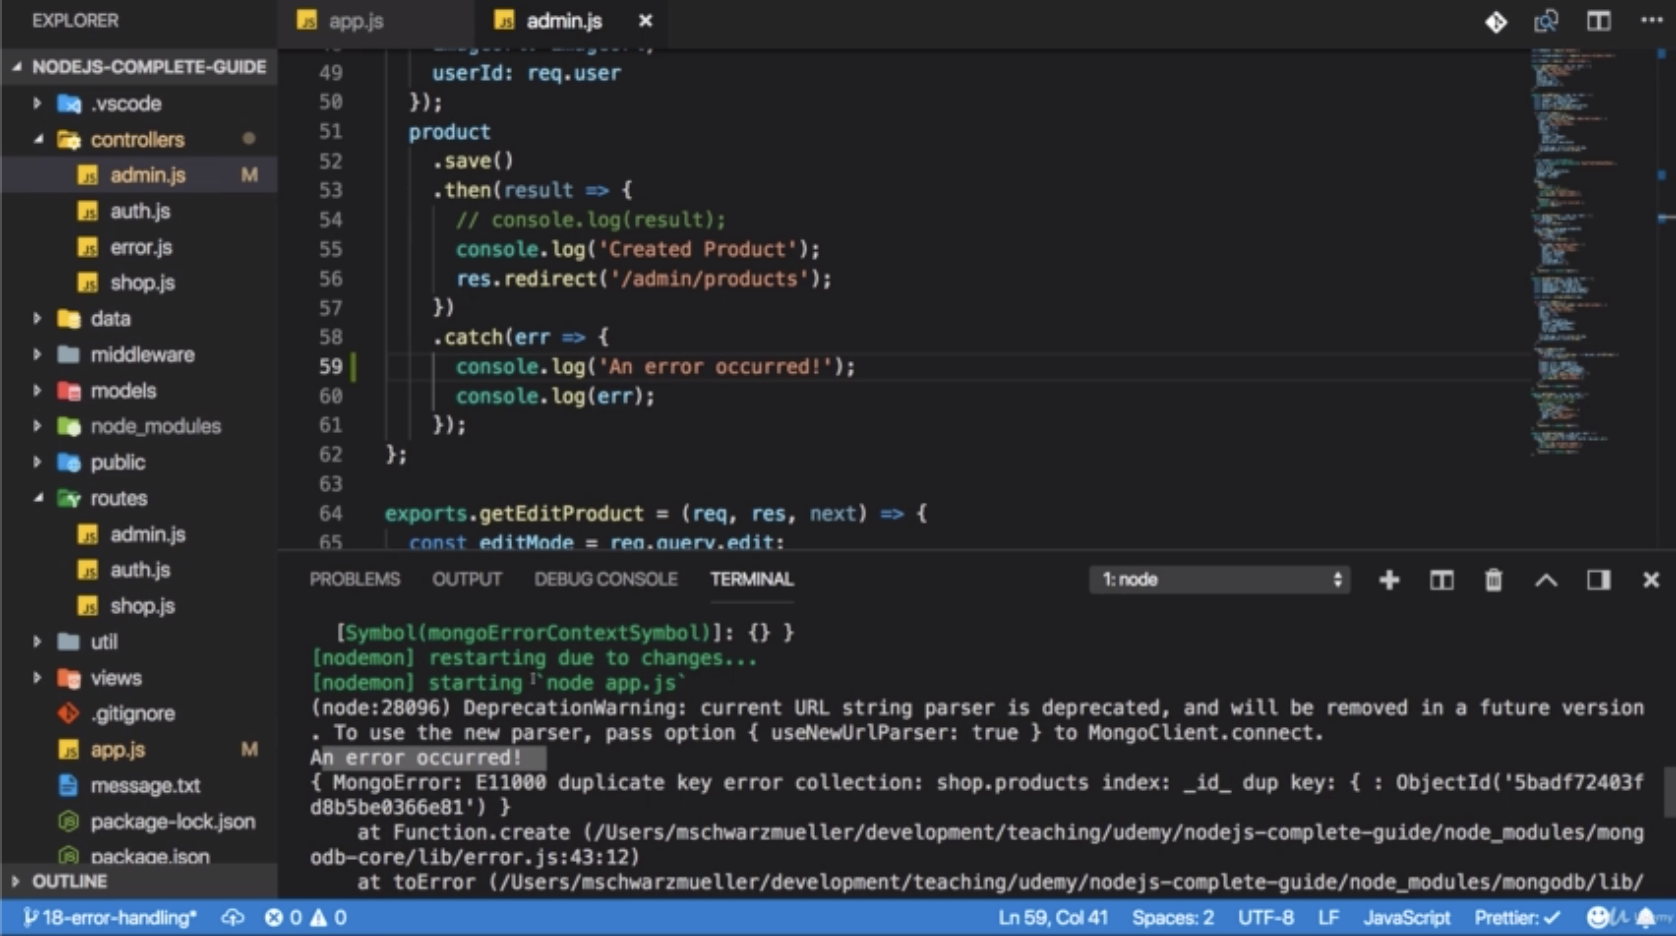 EXPLORER
app.js
admin.js
NODEJS-COMPLETE-GUIDE
.vscode
controllers
admin.js M
auth.js
error.js
shop.js
data
middleware
models
node_modules
public
routes
admin.js
auth.js
shop.js
util
views
.gitignore
app.js M
message.txt
package-lock.json
package.json
OUTLINE
49 userId: req.user
50 });
51 product
52 .save()
53 .then(result => {
54 // console.log(result);
55 console.log('Created Product');
56 res.redirect('/admin/products');
57 })
58 .catch(err => {
59 console.log('An error occurred!');
60 console.log(err);
61 });
62 };
63
64 exports.getEditProduct = (req, res, next) => {
65 const editMode = req.query.edit;
PROBLEMS OUTPUT DEBUG CONSOLE TERMINAL 1: node
[Symbol(mongoErrorContextSymbol)]: {} }
[nodemon] restarting due to changes...
[nodemon] starting `node app.js`
(node:28096) DeprecationWarning: current URL string parser is deprecated, and will be removed in a future version
. To use the new parser, pass option { useNewUrlParser: true } to MongoClient.connect.
An error occurred!
{ MongoError: E11000 duplicate key error collection: shop.products index: _id_ dup key: { : ObjectId('5badf72403f
d8b5be0366e81') }
at Function.create (/Users/mschwarzmueller/development/teaching/udemy/nodejs-complete-guide/node_modules/mong
odb-core/lib/error.js:43:12)
at toError (/Users/mschwarzmueller/development/teaching/udemy/nodejs-complete-guide/node_modules/mongodb/lib/
18-error-handling* 0 0 Ln 59, Col 41 Spaces: 2 UTF-8 LF JavaScript Prettier: ✓